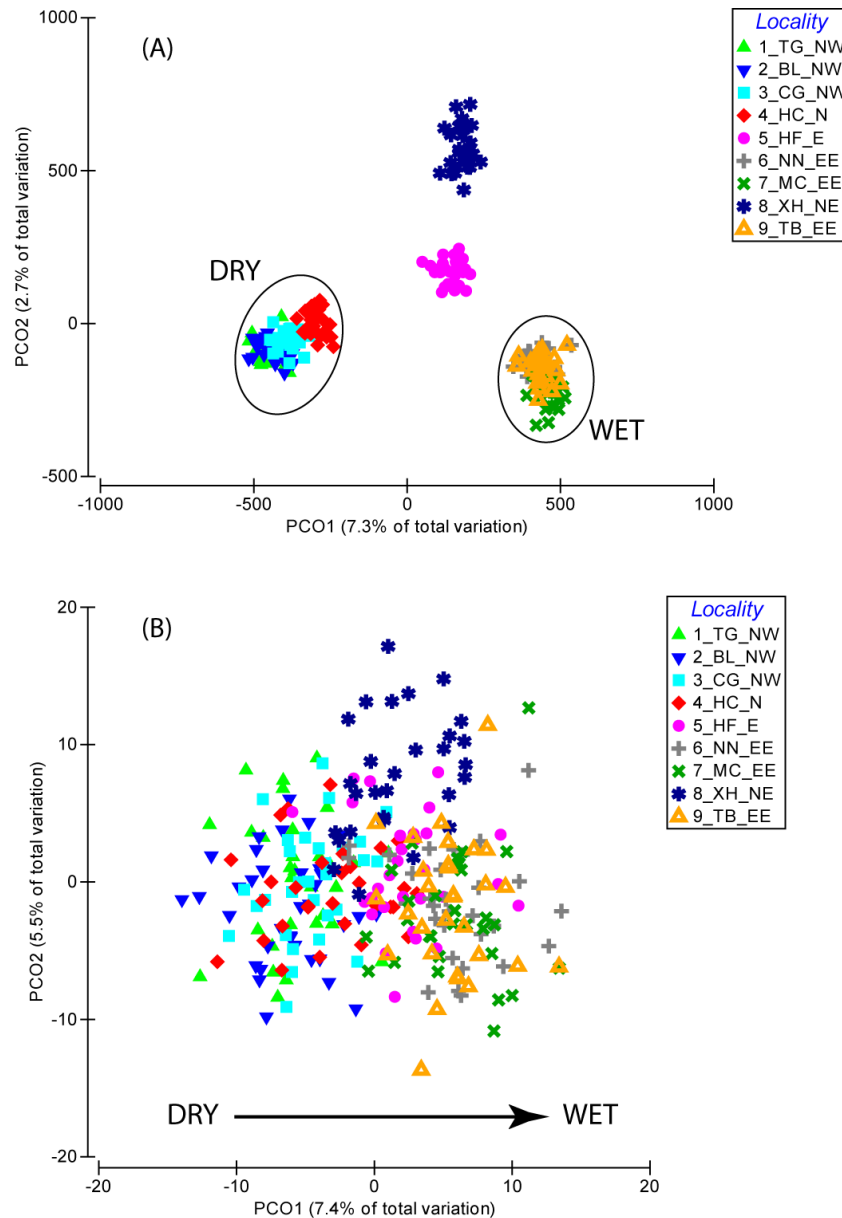 (A)
1000
500
0
-500
PCO2 (2.7% of total variation)
DRY
WET
-1000
-500
0
500
1000
PCO1 (7.3% of total variation)
Locality
1_TG_NW
2_BL_NW
3_CG_NW
4_HC_N
5_HF_E
6_NN_EE
7_MC_EE
8_XH_NE
9_TB_EE
(B)
20
10
0
-10
-20
PCO2 (5.5% of total variation)
DRY
WET
-20
-10
0
10
20
PCO1 (7.4% of total variation)
Locality
1_TG_NW
2_BL_NW
3_CG_NW
4_HC_N
5_HF_E
6_NN_EE
7_MC_EE
8_XH_NE
9_TB_EE